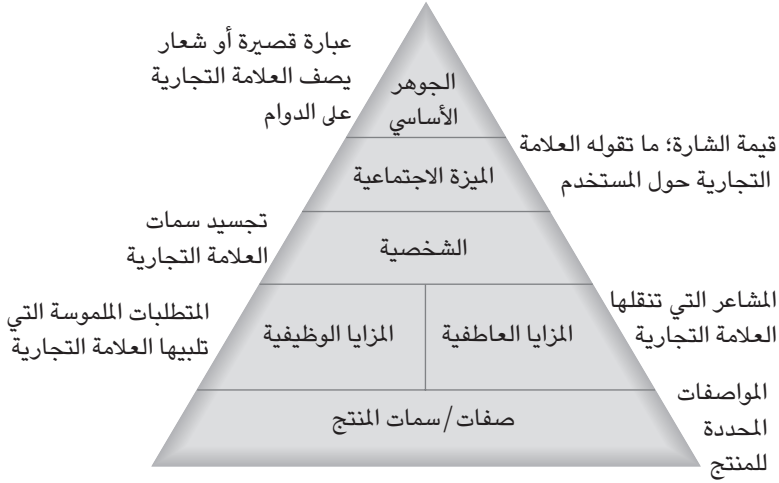 عبارة قصيرة أو شعار
يصف العلامة التجارية
على الدوام
الجوهر
الأساسي
قيمة الشارة؛ ما تقوله العلامة
التجارية حول المستخدم
الميزة الاجتماعية
تجسيد سمات
العلامة التجارية
الشخصية
المشاعر التي تنقلها
العلامة التجارية
المزايا العاطفية
المزايا الوظيفية
المتطلبات الملموسة التي
تلبيها العلامة التجارية
المواصفات
المحددة
للمنتج
صفات/سمات المنتج